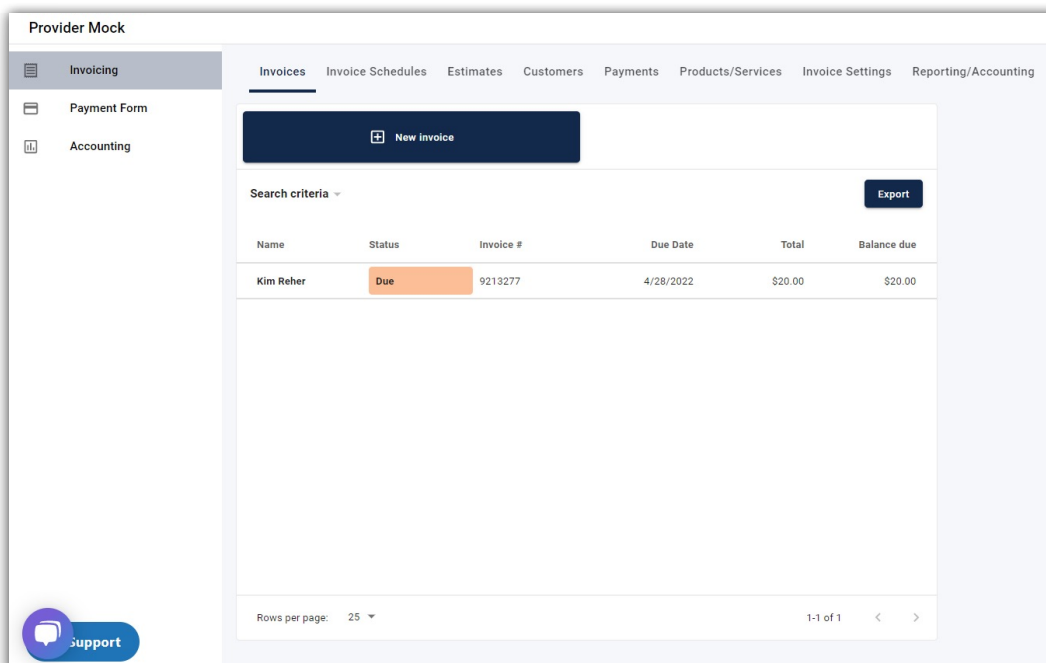 Provider Mock
Invoicing
Payment Form
Accounting
Invoices Invoice Schedules Estimates Customers Payments Products/Services Invoice Settings Reporting/Accounting
New invoice
Search criteria
Export
Name Status Invoice # Due Date Total Balance due
Kim Reher Due 9213277 4/28/2022 $20.00 $20.00
Rows per page: 25 1-1 of 1
Support